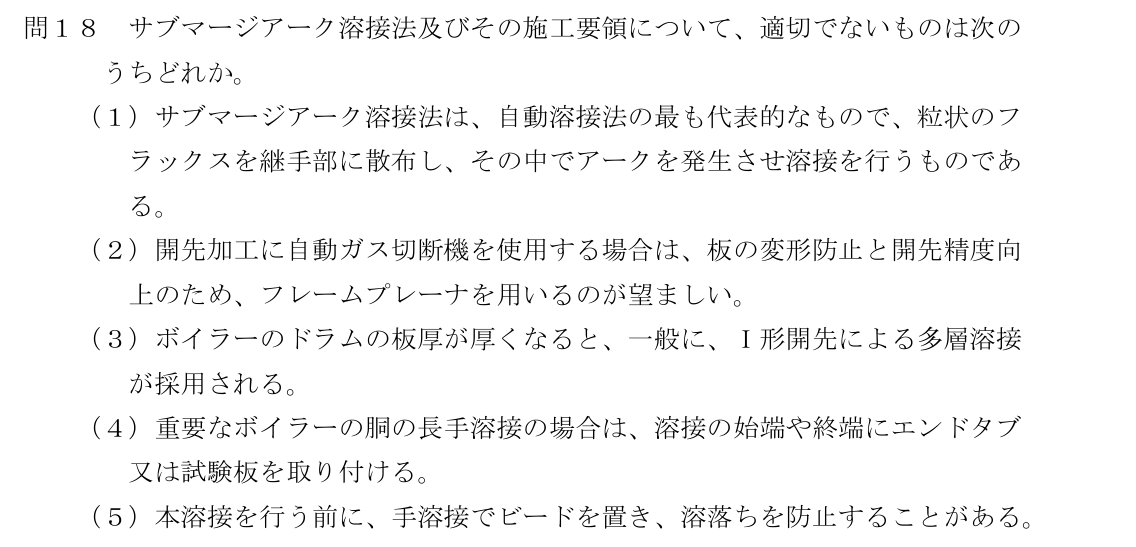 問１８　サブマージアーク溶接法及びその施工要領について、適切でないものは次の
うちどれか。
（１）サブマージアーク溶接法は、自動溶接法の最も代表的なもので、粒状のフ
ラックスを継手部に散布し、その中でアークを発生させ溶接を行うものであ
る。
（２）開先加工に自動ガス切断機を使用する場合は、板の変形防止と開先精度向
上のため、フレームプレーナを用いるのが望ましい。
（３）ボイラーのドラムの板厚が厚くなると、一般に、Ｉ形開先による多層溶接
が採用される。
（４）重要なボイラーの胴の長手溶接の場合は、溶接の始端や終端にエンドタブ
又は試験板を取り付ける。
（５）本溶接を行う前に、手溶接でビードを置き、溶落ちを防止することがある。